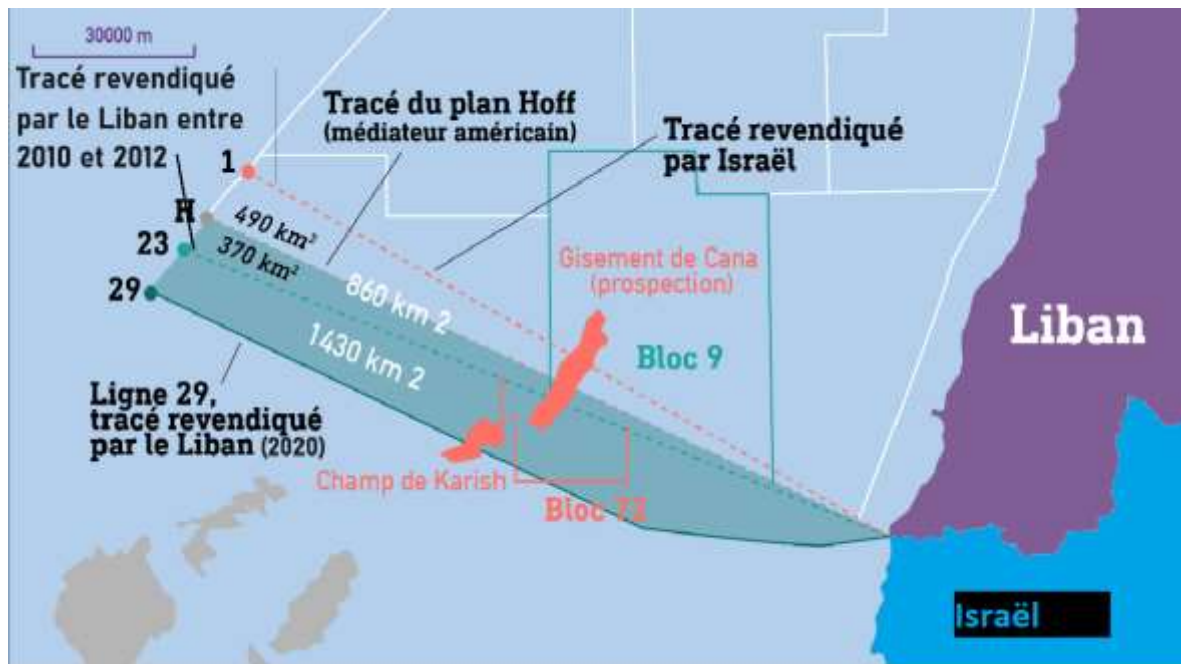 30000 m
Tracé revendiqué
par le Liban entre
2010 et 2012
Tracé du plan Hoff
(médiateur américain)
Tracé revendiqué
par Israël
1
H
23
29
490 km²
370 km²
860 km 2
1430 km 2
Gisement de Cana
(prospection)
Bloc 9
Liban
Ligne 29,
tracé revendiqué
par le Liban (2020)
Champ de Karish
Bloc 72
Israël